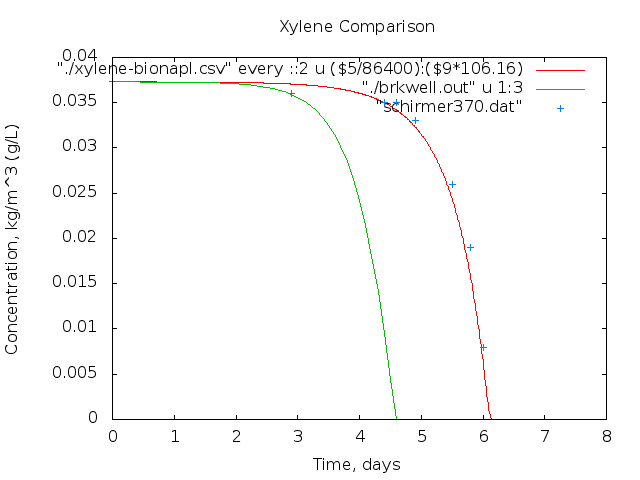 Xylene Comparison
"./xylene-bionapl.csv" every ::2 u ($5/86400):($9*106.16)
"./brkwell.out" u 1:3
"schirmer370.dat"
0.04
0.035
0.03
0.025
0.02
0.015
0.01
0.005
0
Concentration, kg/m^3 (g/L)
0 1 2 3 4 5 6 7 8
Time, days